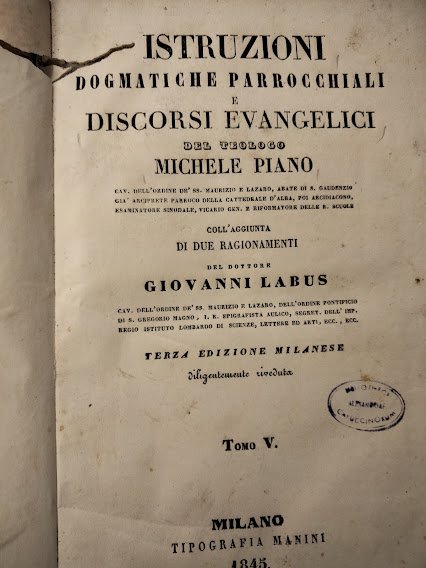 ISTRUZIONI
DOGMATICHE PARROCCHIALI
E
DISCORSI EVANGELICI
DEL TEOLOGO
MICHELE PIANO
CAV. DELL'ORDINE DE' SS. MAURIZIO E LAZARO, ABATE DI S. GAUDENZIO
GIA' ARCIPRETE PARROCO DELLA CATTEDRALE D'ALBA, POI ARCIDIACONO,
ESAMINATORE SINODALE, VICARIO GEN. E RIFORMATORE DELLE R. SCUOLE
COLL'AGGIUNTA
DI DUE RAGIONAMENTI
DEL DOTTORE
GIOVANNI LABUS
CAV. DELL'ORDINE DE' SS. MAURIZIO E LAZARO, DELL'ORDINE PONTIFICIO
DI S. GREGORIO MAGNO, I. R. EPIGRAFISTA AULICO, SEGRET. DELL' IMP.
REGIO ISTITUTO LOMBARDO DI SCIENZE, LETTERE ED ARTI, ECC., ECC.
TERZA EDIZIONE MILANESE
diligentemente riveduta
BIBLIOTHECA
ALEXANDRIAE
CAPUCCINORUM
TOMO V.
MILANO
TIPOGRAFIA MANINI
1845.